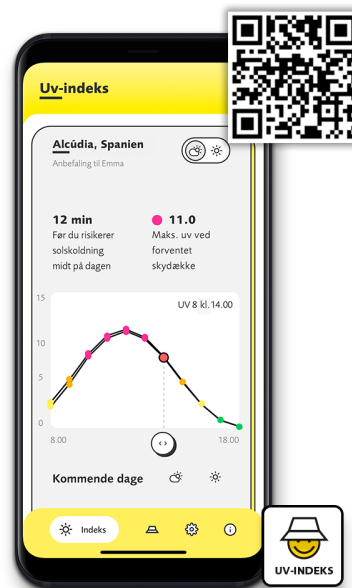 Uv-indeks
Alcúdia, Spanien
Anbefaling til Emma
12 min
Før du risikerer
solskoldning
midt på dagen
11.0
Maks. uv ved
forventet
skydække
15
UV 8 kl.14.00
10
5
0
8.00
18.00
Kommende dage
Indeks
UV-INDEKS